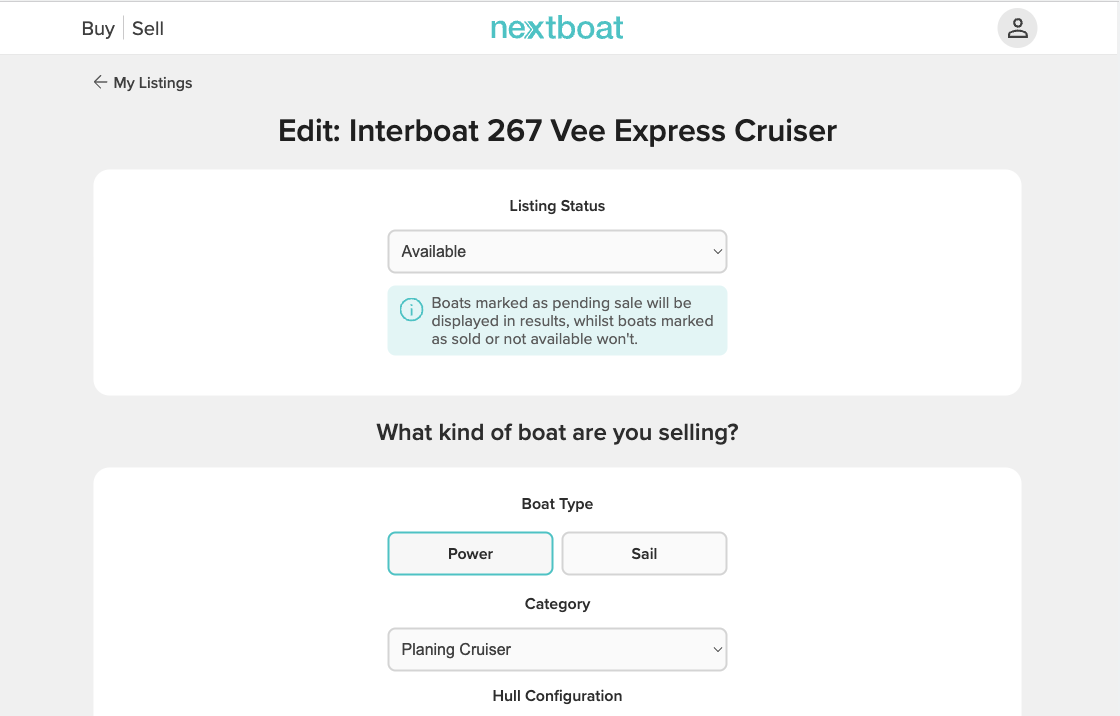 Buy Sell nextboat
My Listings
Edit: Interboat 267 Vee Express Cruiser
Listing Status
Available
Boats marked as pending sale will be
displayed in results, whilst boats marked
as sold or not available won't.
What kind of boat are you selling?
Boat Type
Power Sail
Category
Planing Cruiser
Hull Configuration